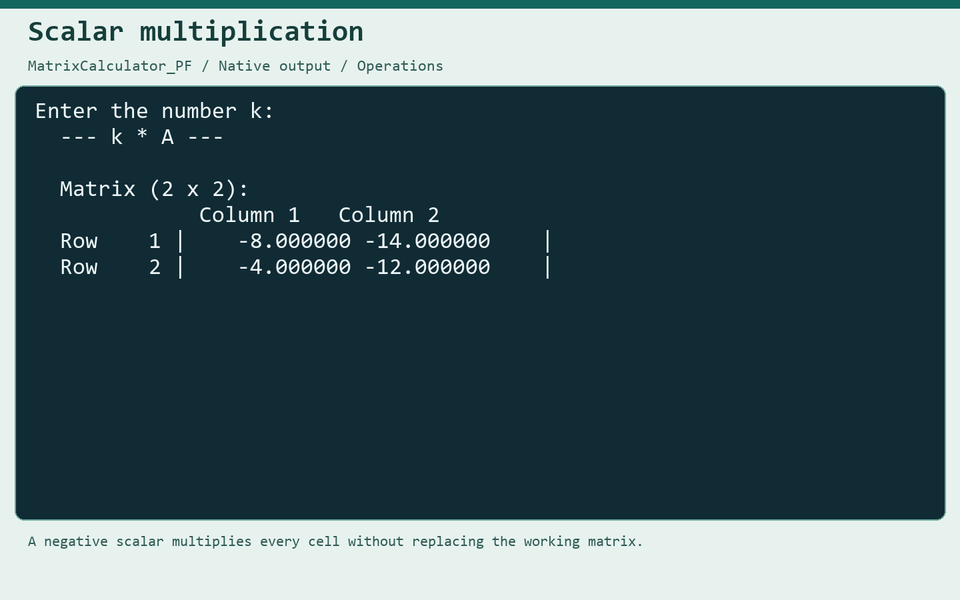 Scalar multiplication
MatrixCalculator_PF / Native output / Operations
Enter the number k:
  --- k * A ---
  Matrix (2 x 2):
             Column 1   Column 2
  Row    1 |    -8.000000 -14.000000    |
  Row    2 |    -4.000000 -12.000000    |
A negative scalar multiplies every cell without replacing the working matrix.